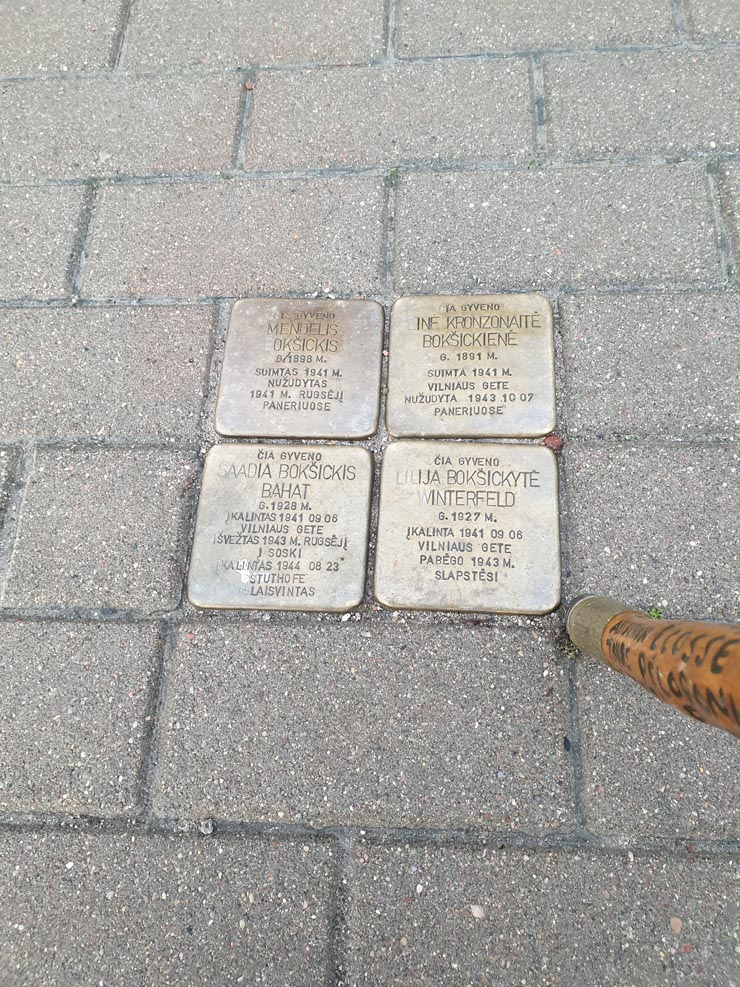 GYVENO
MENDELIS
OKŠICKIS
G. 1898 M.
SUIMTAS 1941 M.
NUŽUDYTAS
1941 M. RUGSĖJĮ
PANERIUOSE
IA GYVENO
INĖ KRONZONAITĖ
BOKŠICKIENĖ
G. 1891 M.
SUIMTA 1941 M.
VILNIAUS GETE
NUŽUDYTA 1943 10 07
PANERIUOSE
ČIA GYVENO
SAADIA BOKŠICKIS
BAHAT
G. 1928 M.
ĮKALINTAS 1941 09 06
VILNIAUS GETE
IŠVEŽTAS 1943 M. RUGSĖJĮ
Į SOSKI
ĮKALINTAS 1944 08 23
ŠTUTHOFE
IŠLAISVINTAS
ČIA GYVENO
LILIJA BOKŠICKYTĖ
WINTERFELD
G. 1927 M.
ĮKALINTA 1941 09 06
VILNIAUS GETE
PABĖGO 1943 M.
SLAPSTĖSI